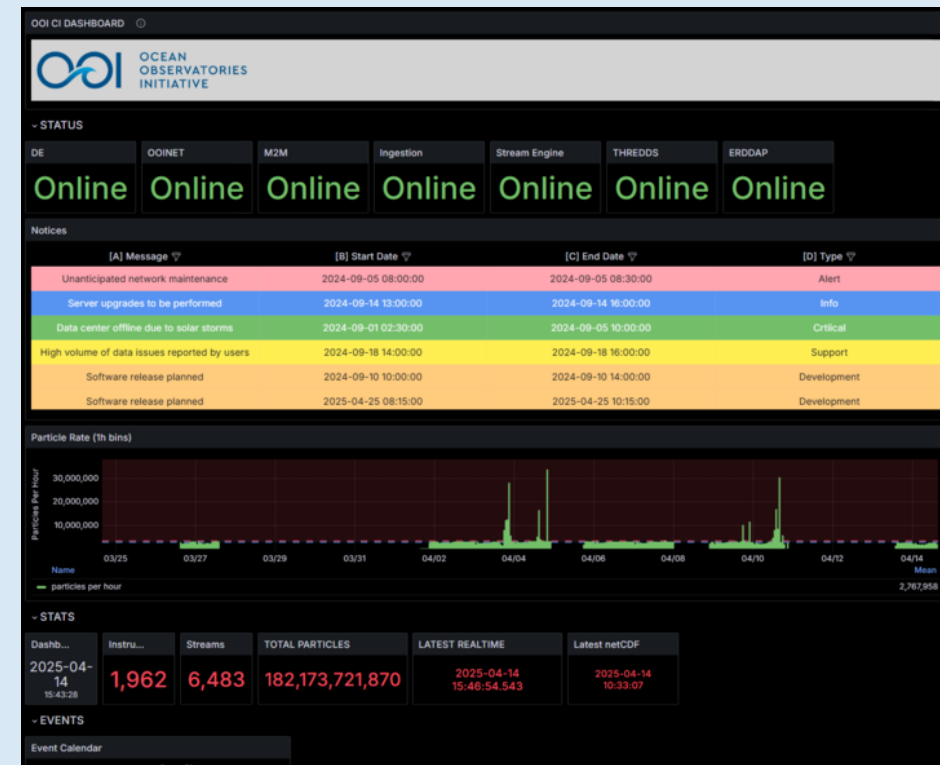 OOI CI DASHBOARD
OOI OCEAN
OBSERVATORIES
INITIATIVE
STATUS
DE OOINET M2M Ingestion Stream Engine THREDDS ERDDAP
Online Online Online Online Online Online Online
Notices
[A] Message [B] Start Date [C] End Date [D] Type
Unanticipated network maintenance 2024-09-05 08:00:00 2024-09-05 08:30:00 Alert
Server upgrades to be performed 2024-09-14 13:00:00 2024-09-14 16:00:00 Info
Data center offline due to solar storms 2024-09-01 02:30:00 2024-09-05 10:00:00 Crtiical
High volume of data issues reported by users 2024-09-18 14:00:00 2024-09-18 16:00:00 Support
Software release planned 2024-09-10 10:00:00 2024-09-10 14:00:00 Development
Software release planned 2025-04-25 08:15:00 2025-04-25 10:15:00 Development
Particle Rate (1h bins)
Particles Per Hour
30,000,000
20,000,000
10,000,000
03/25 03/27 03/29 03/31 04/02 04/04 04/06 04/08 04/10 04/12 04/14
Name Mean
particles per hour 2,767,958
STATS
Dashb... Instru... Streams TOTAL PARTICLES LATEST REALTIME Latest netCDF
2025-04-
14
15:43:28
1,962 6,483 182,173,721,870
2025-04-14
15:46:54.543
2025-04-14
10:33:07
EVENTS
Event Calendar